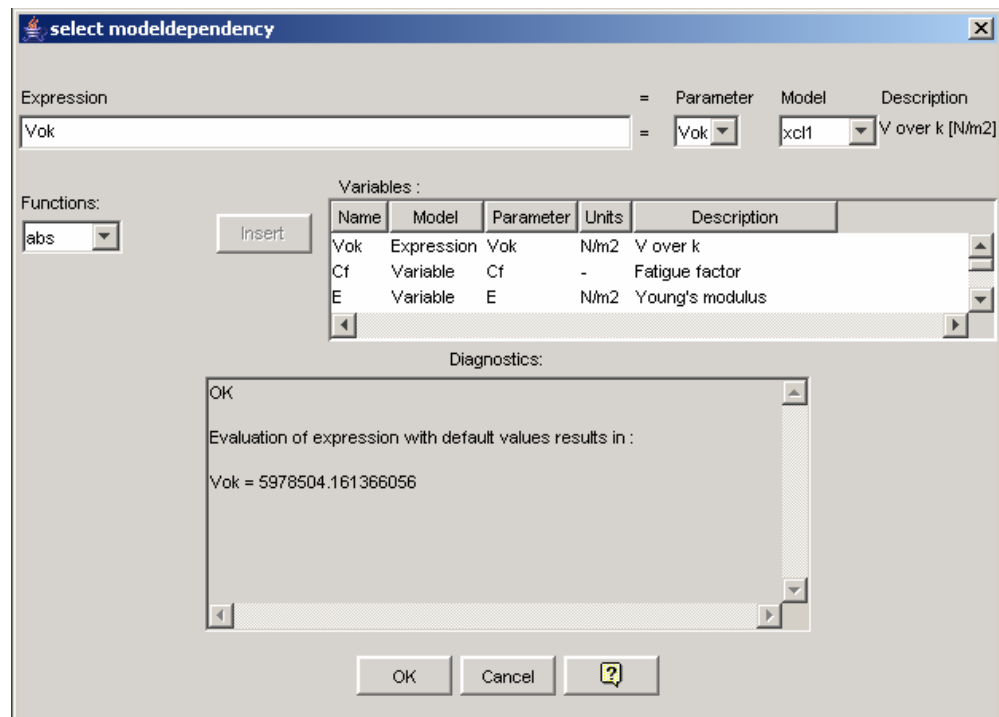 select modeldependency
Expression = Parameter Model Description
Vok = Vok xcl1 V over k [N/m2]
Functions:
abs
Insert
Variables :
Name Model Parameter Units Description
Vok Expression Vok N/m2 V over k
Cf Variable Cf - Fatigue factor
E Variable E N/m2 Young's modulus
Diagnostics:
OK
Evaluation of expression with default values results in :
Vok = 5978504.161366056
OK Cancel ?